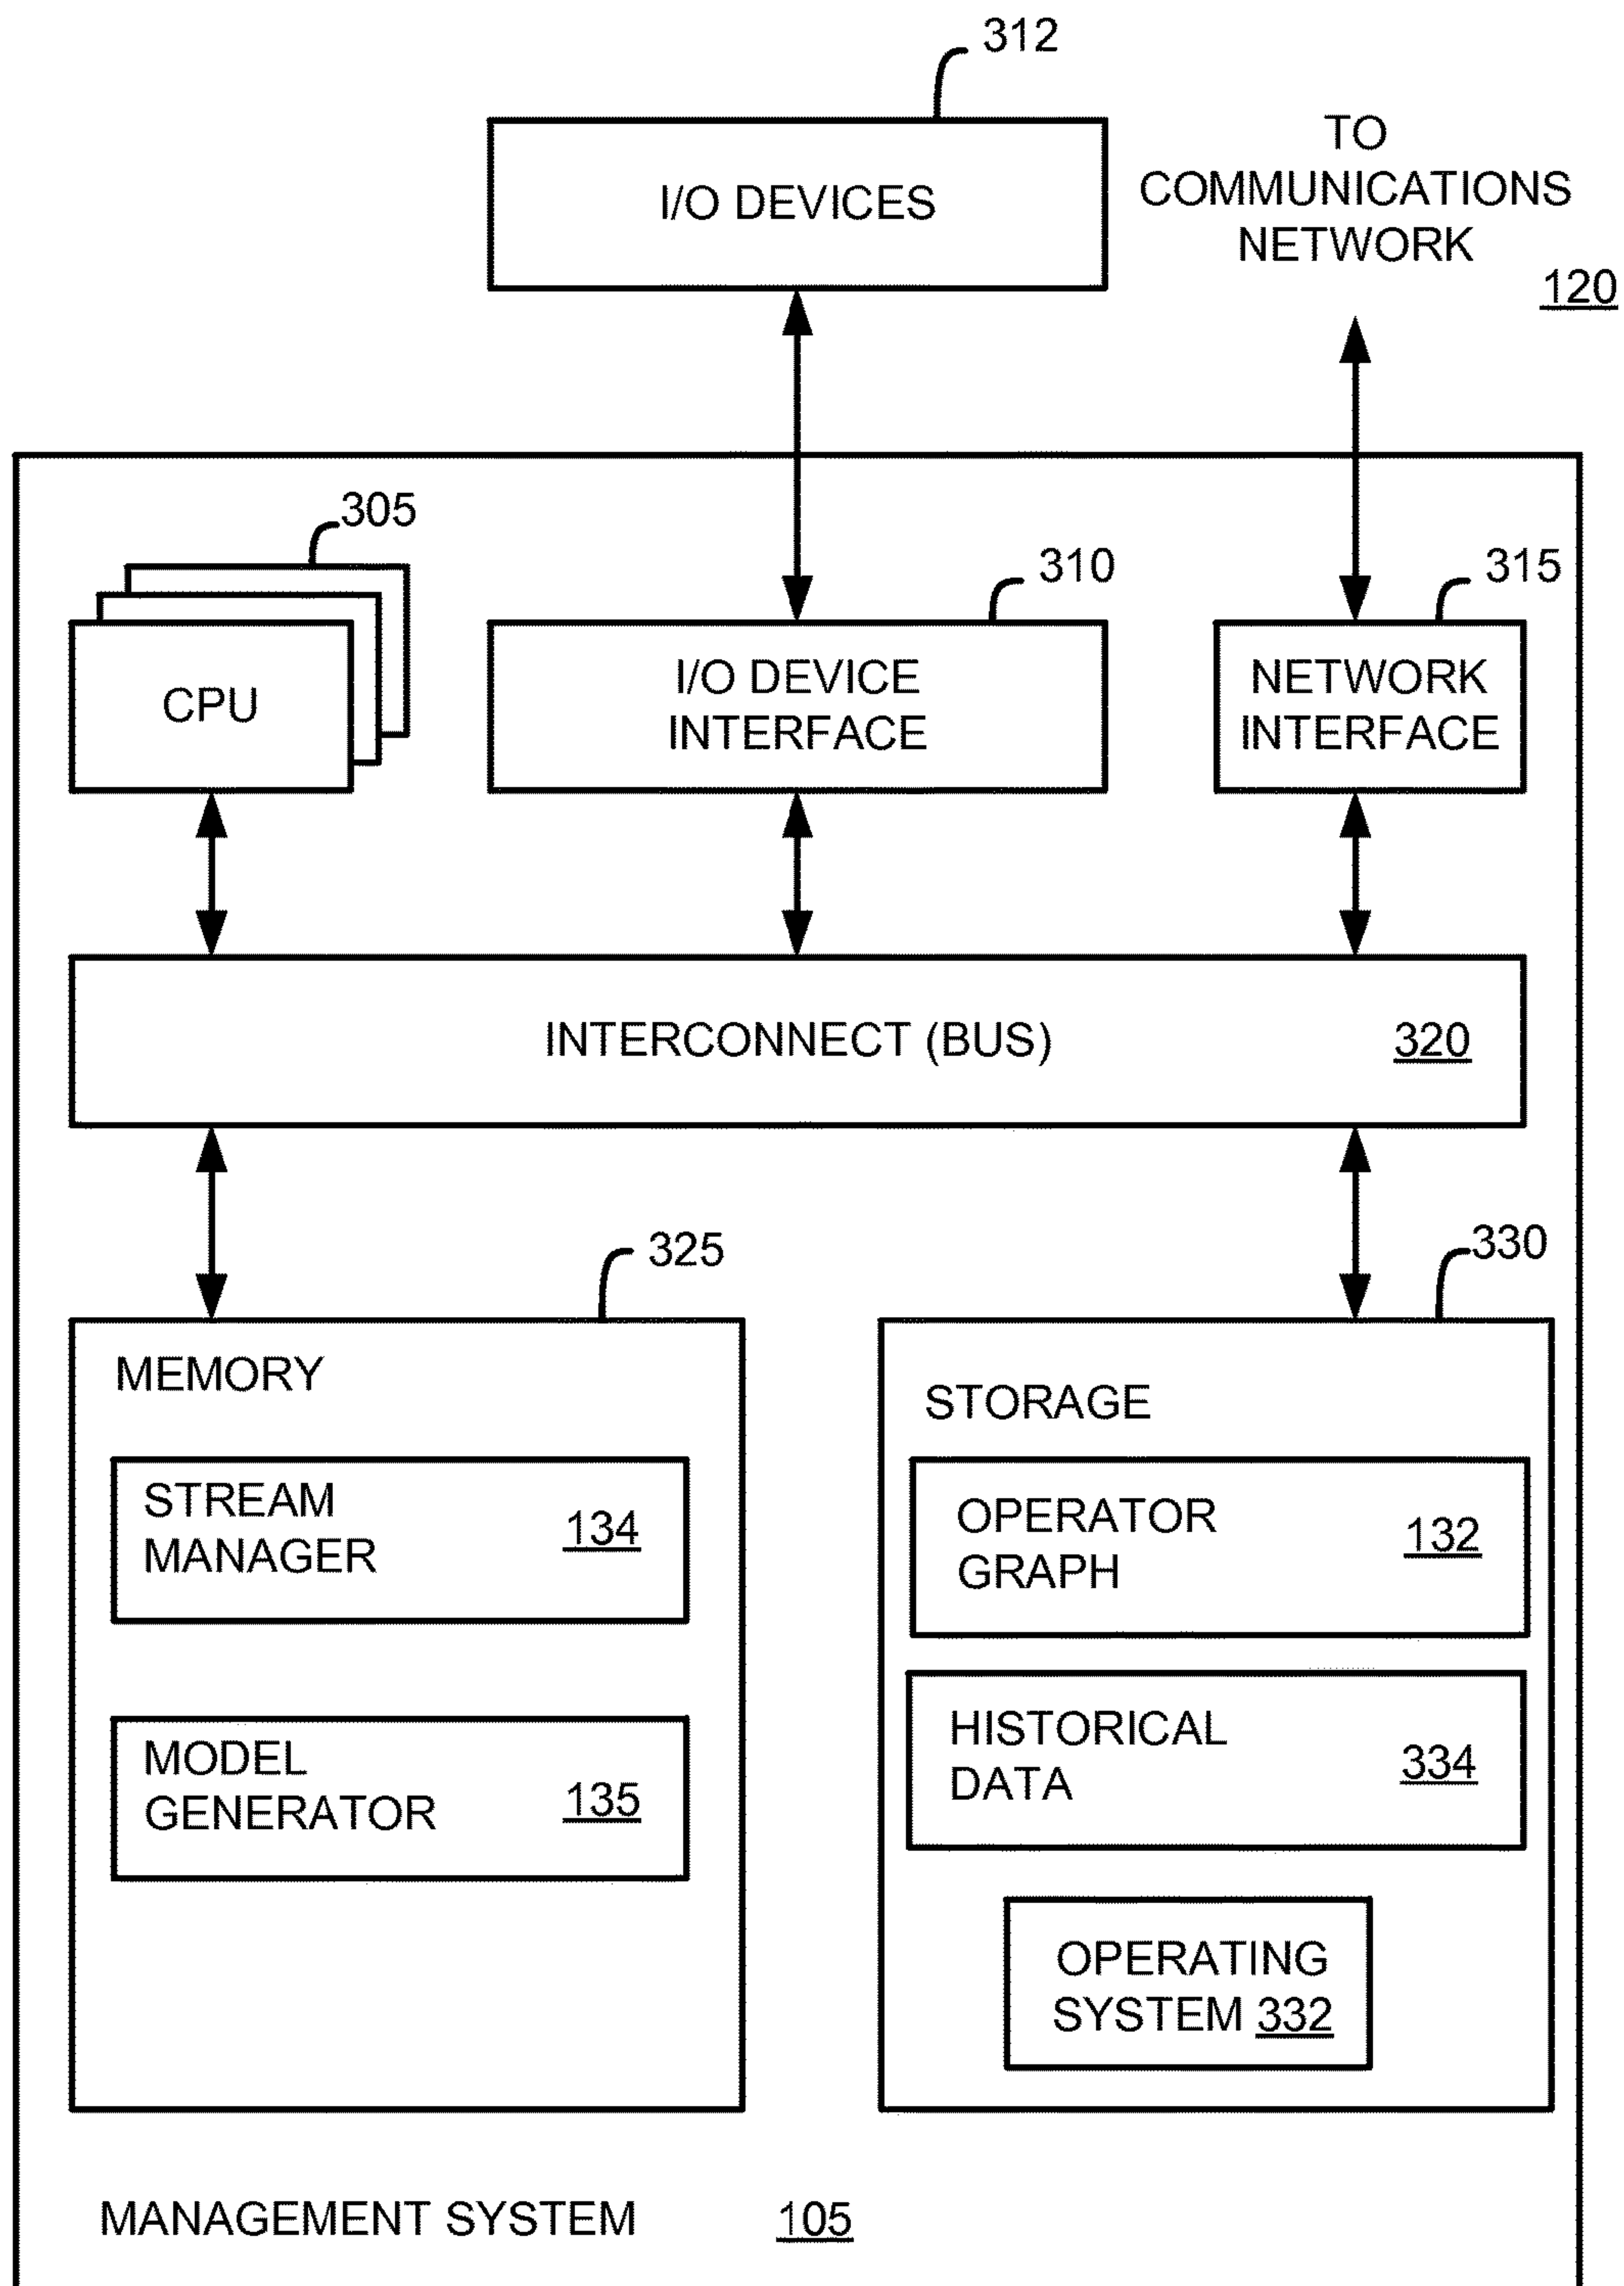 312
I/O DEVICES
TO
COMMUNICATIONS
NETWORK
120
305
310
315
CPU
I/O DEVICE
INTERFACE
NETWORK
INTERFACE
INTERCONNECT (BUS)
320
325
330
MEMORY
STREAM
MANAGER
134
MODEL
GENERATOR
135
STORAGE
OPERATOR
GRAPH
132
HISTORICAL
DATA
334
OPERATING
SYSTEM 332
MANAGEMENT SYSTEM
105